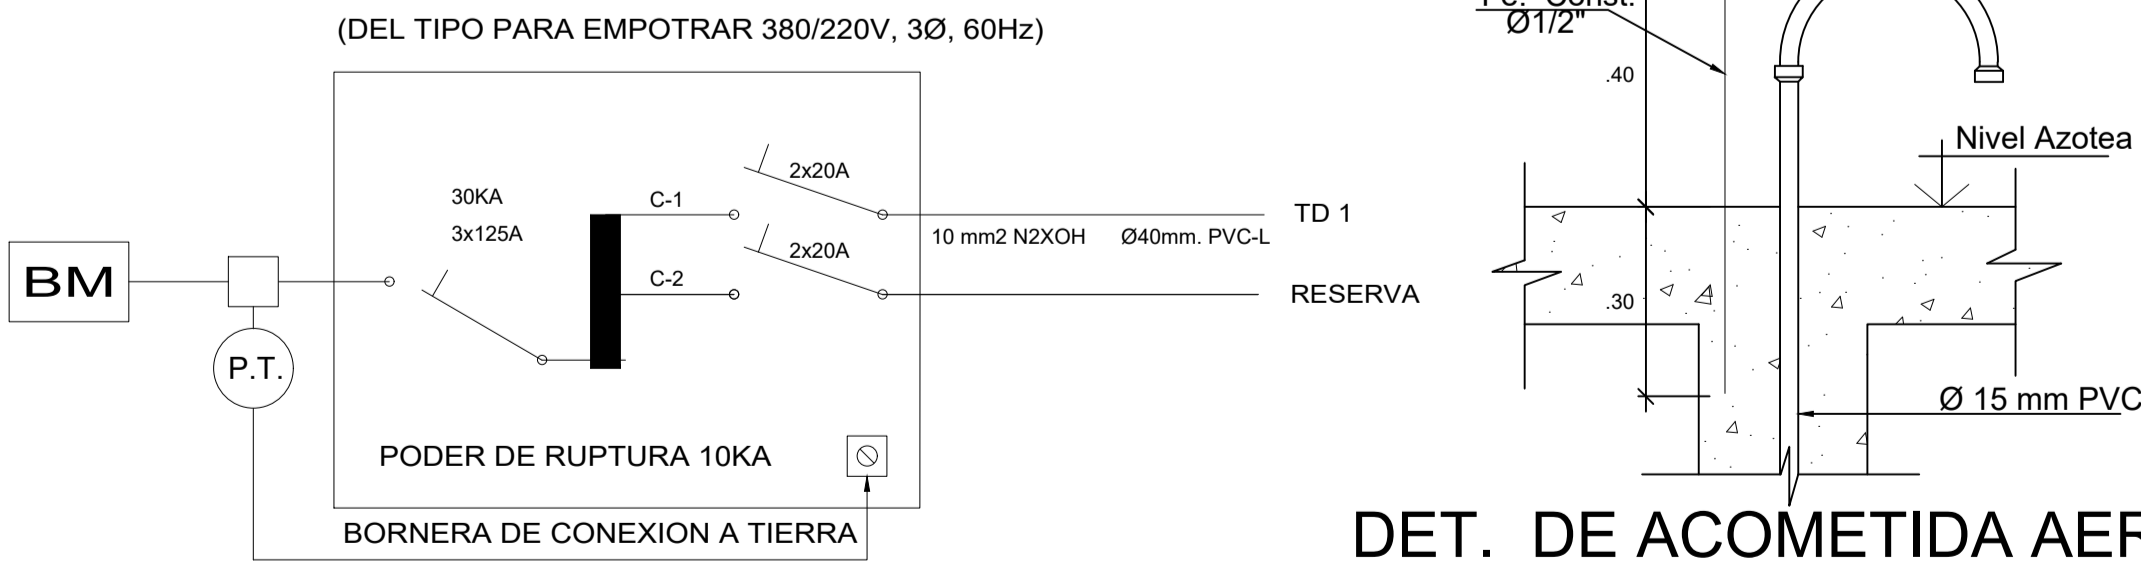 (DEL TIPO PARA EMPOTRAR 380/220V, 3Ø, 60Hz)
BM
P.T.
30KA
3x125A
C-1
2x20A
C-2
2x20A
TD 1
10 mm2 N2XOH Ø40mm. PVC-L
RESERVA
PODER DE RUPTURA 10KA
BORNERA DE CONEXION A TIERRA
Const.
Ø1/2"
.40
Nivel Azotea
.30
Ø 15 mm PVC
DET. DE ACOMETIDA AER